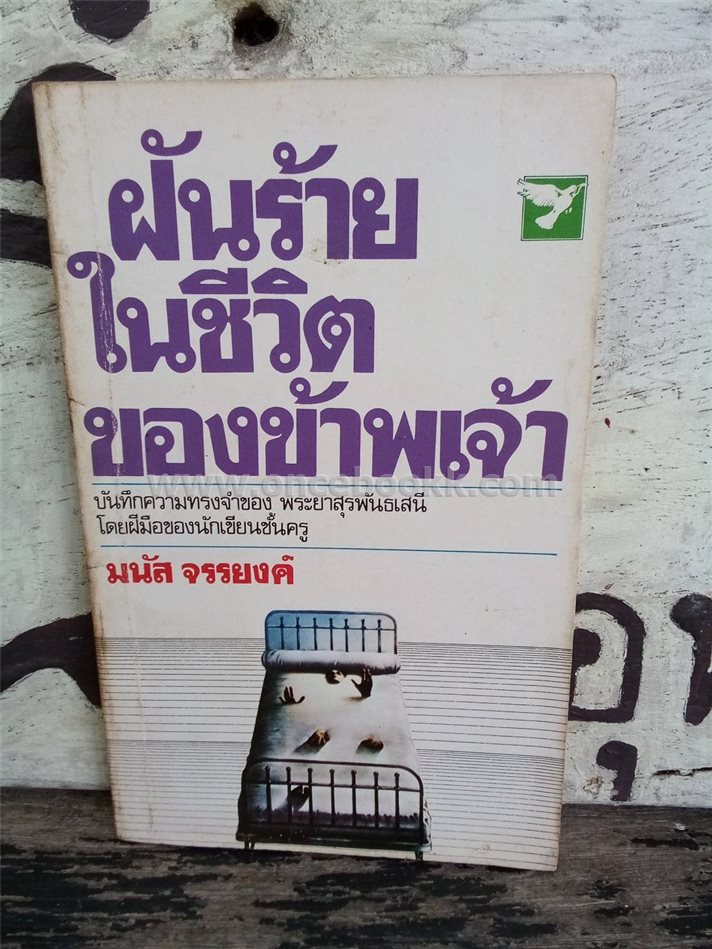 ฝันร้าย
ในชีวิต
ของข้าพเจ้า
www.oncebookk.com
บันทึกความทรงจำของ พระยาสุรพันธเสนี
โดยฝีมือของนักเขียนชั้นครู
มนัส จรรยงค์